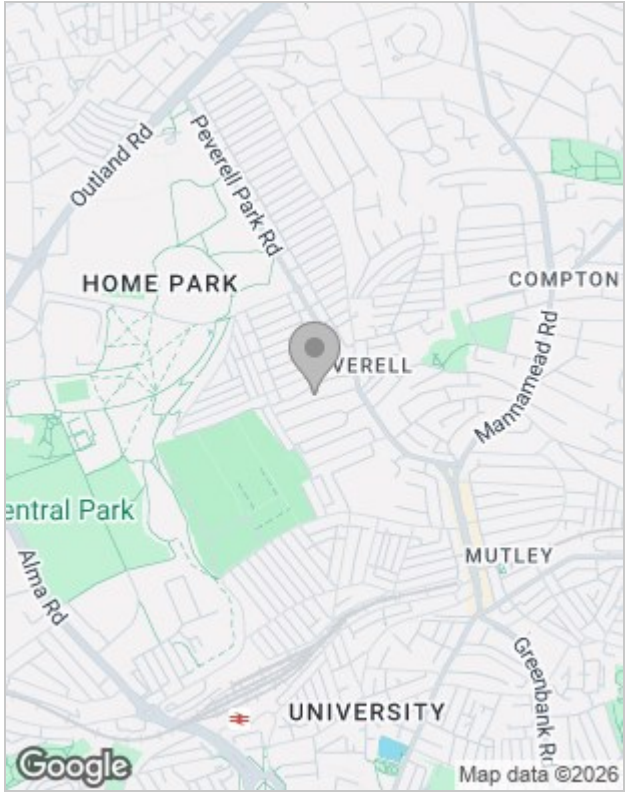 Outland Rd
Peverell Park Rd
HOME PARK
COMPTON
VERELL
Mannamead Rd
entral Park
MUTLEY
Alma Rd
Greenbank Rd
UNIVERSITY
Google
Map data ©2026